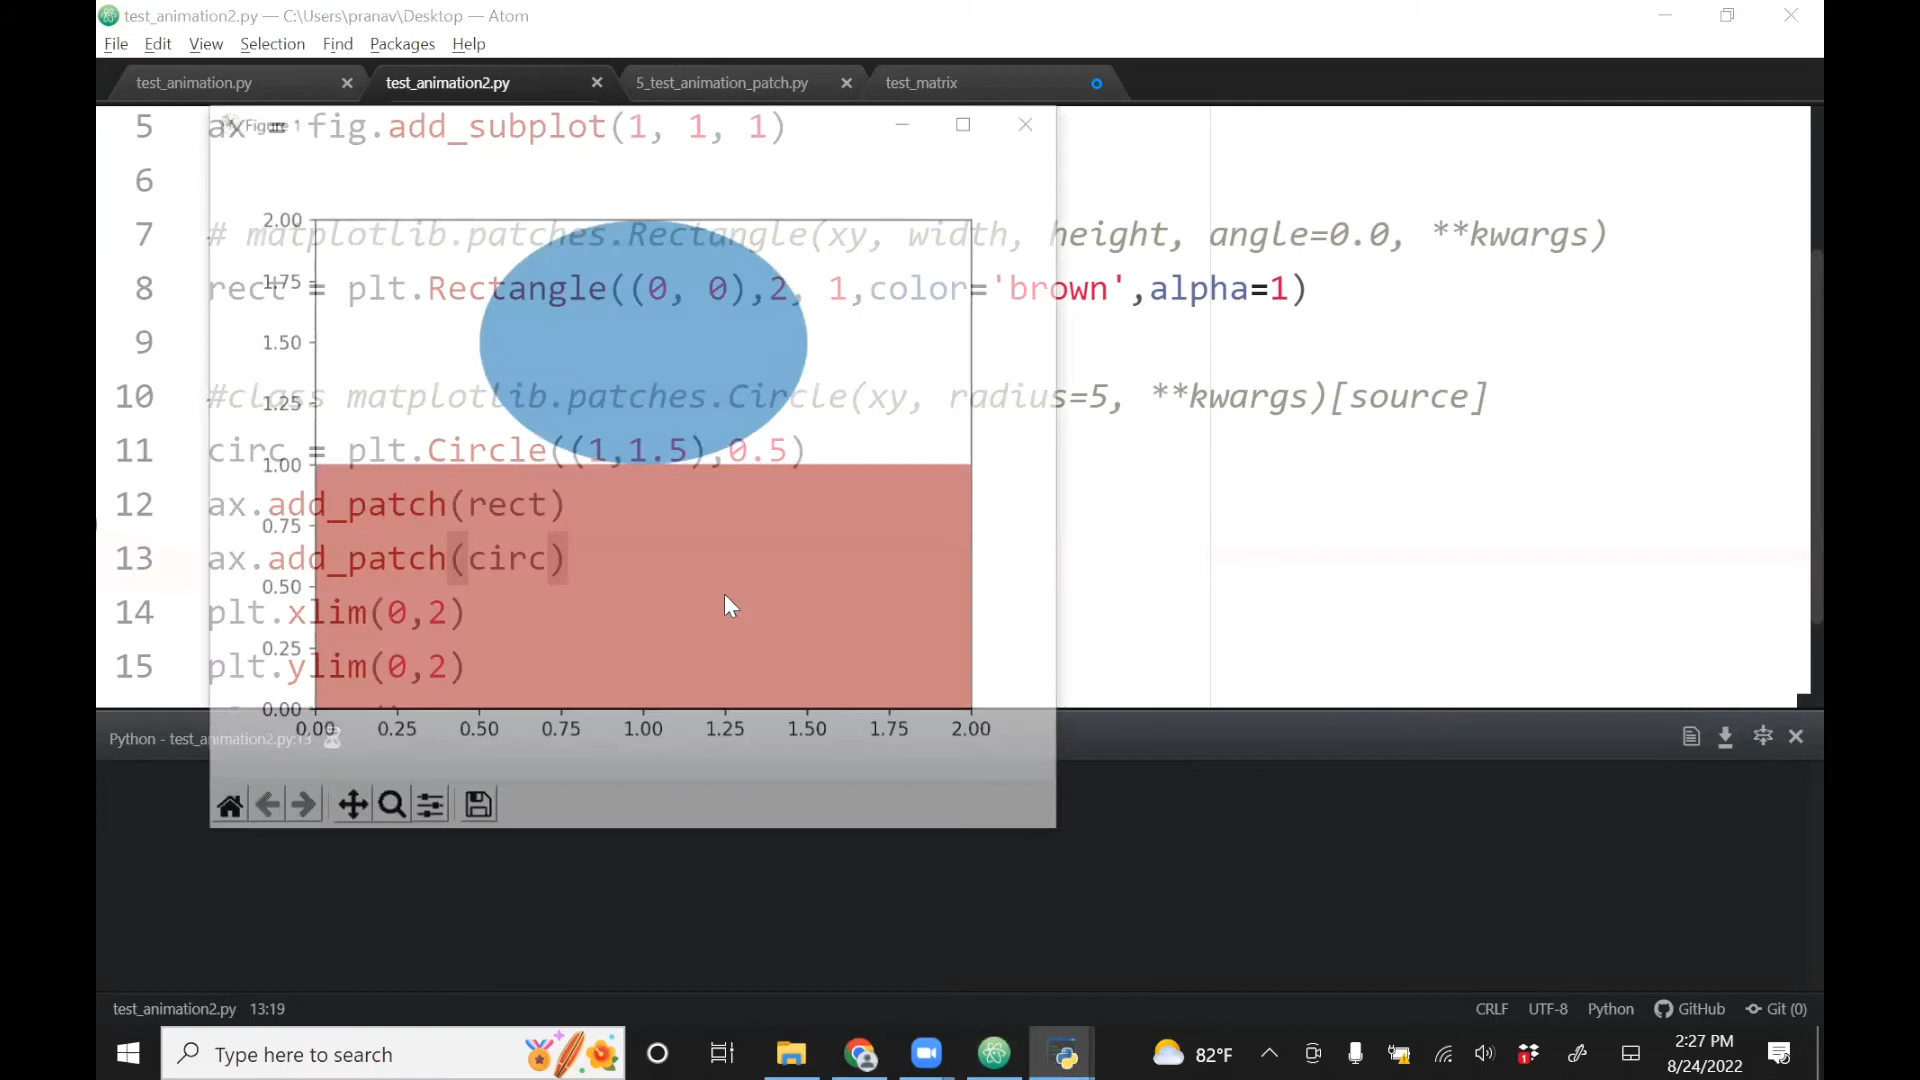 test_animation2.py — C:\Users\pranav\Desktop — Atom
File Edit View Selection Find Packages Help
test_animation.py test_animation2.py 5_test_animation_patch.py test_matrix
Figure 1
5 ax = fig.add_subplot(1, 1, 1)
6
7 # matplotlib.patches.Rectangle(xy, width, height, angle=0.0, **kwargs)
8 rect = plt.Rectangle((0, 0),2, 1,color='brown',alpha=1)
9
10 #class matplotlib.patches.Circle(xy, radius=5, **kwargs)[source]
11 circ = plt.Circle((1,1.5),0.5)
12 ax.add_patch(rect)
13 ax.add_patch(circ)
14 plt.xlim(0,2)
15 plt.ylim(0,2)
2.00
1.75
1.50
1.25
1.00
0.75
0.50
0.25
0.00
0.00 0.25 0.50 0.75 1.00 1.25 1.50 1.75 2.00
Python - test_animation2.py:13
test_animation2.py 13:19 CRLF UTF-8 Python GitHub Git (0)
Type here to search
82°F
1
2:27 PM
8/24/2022